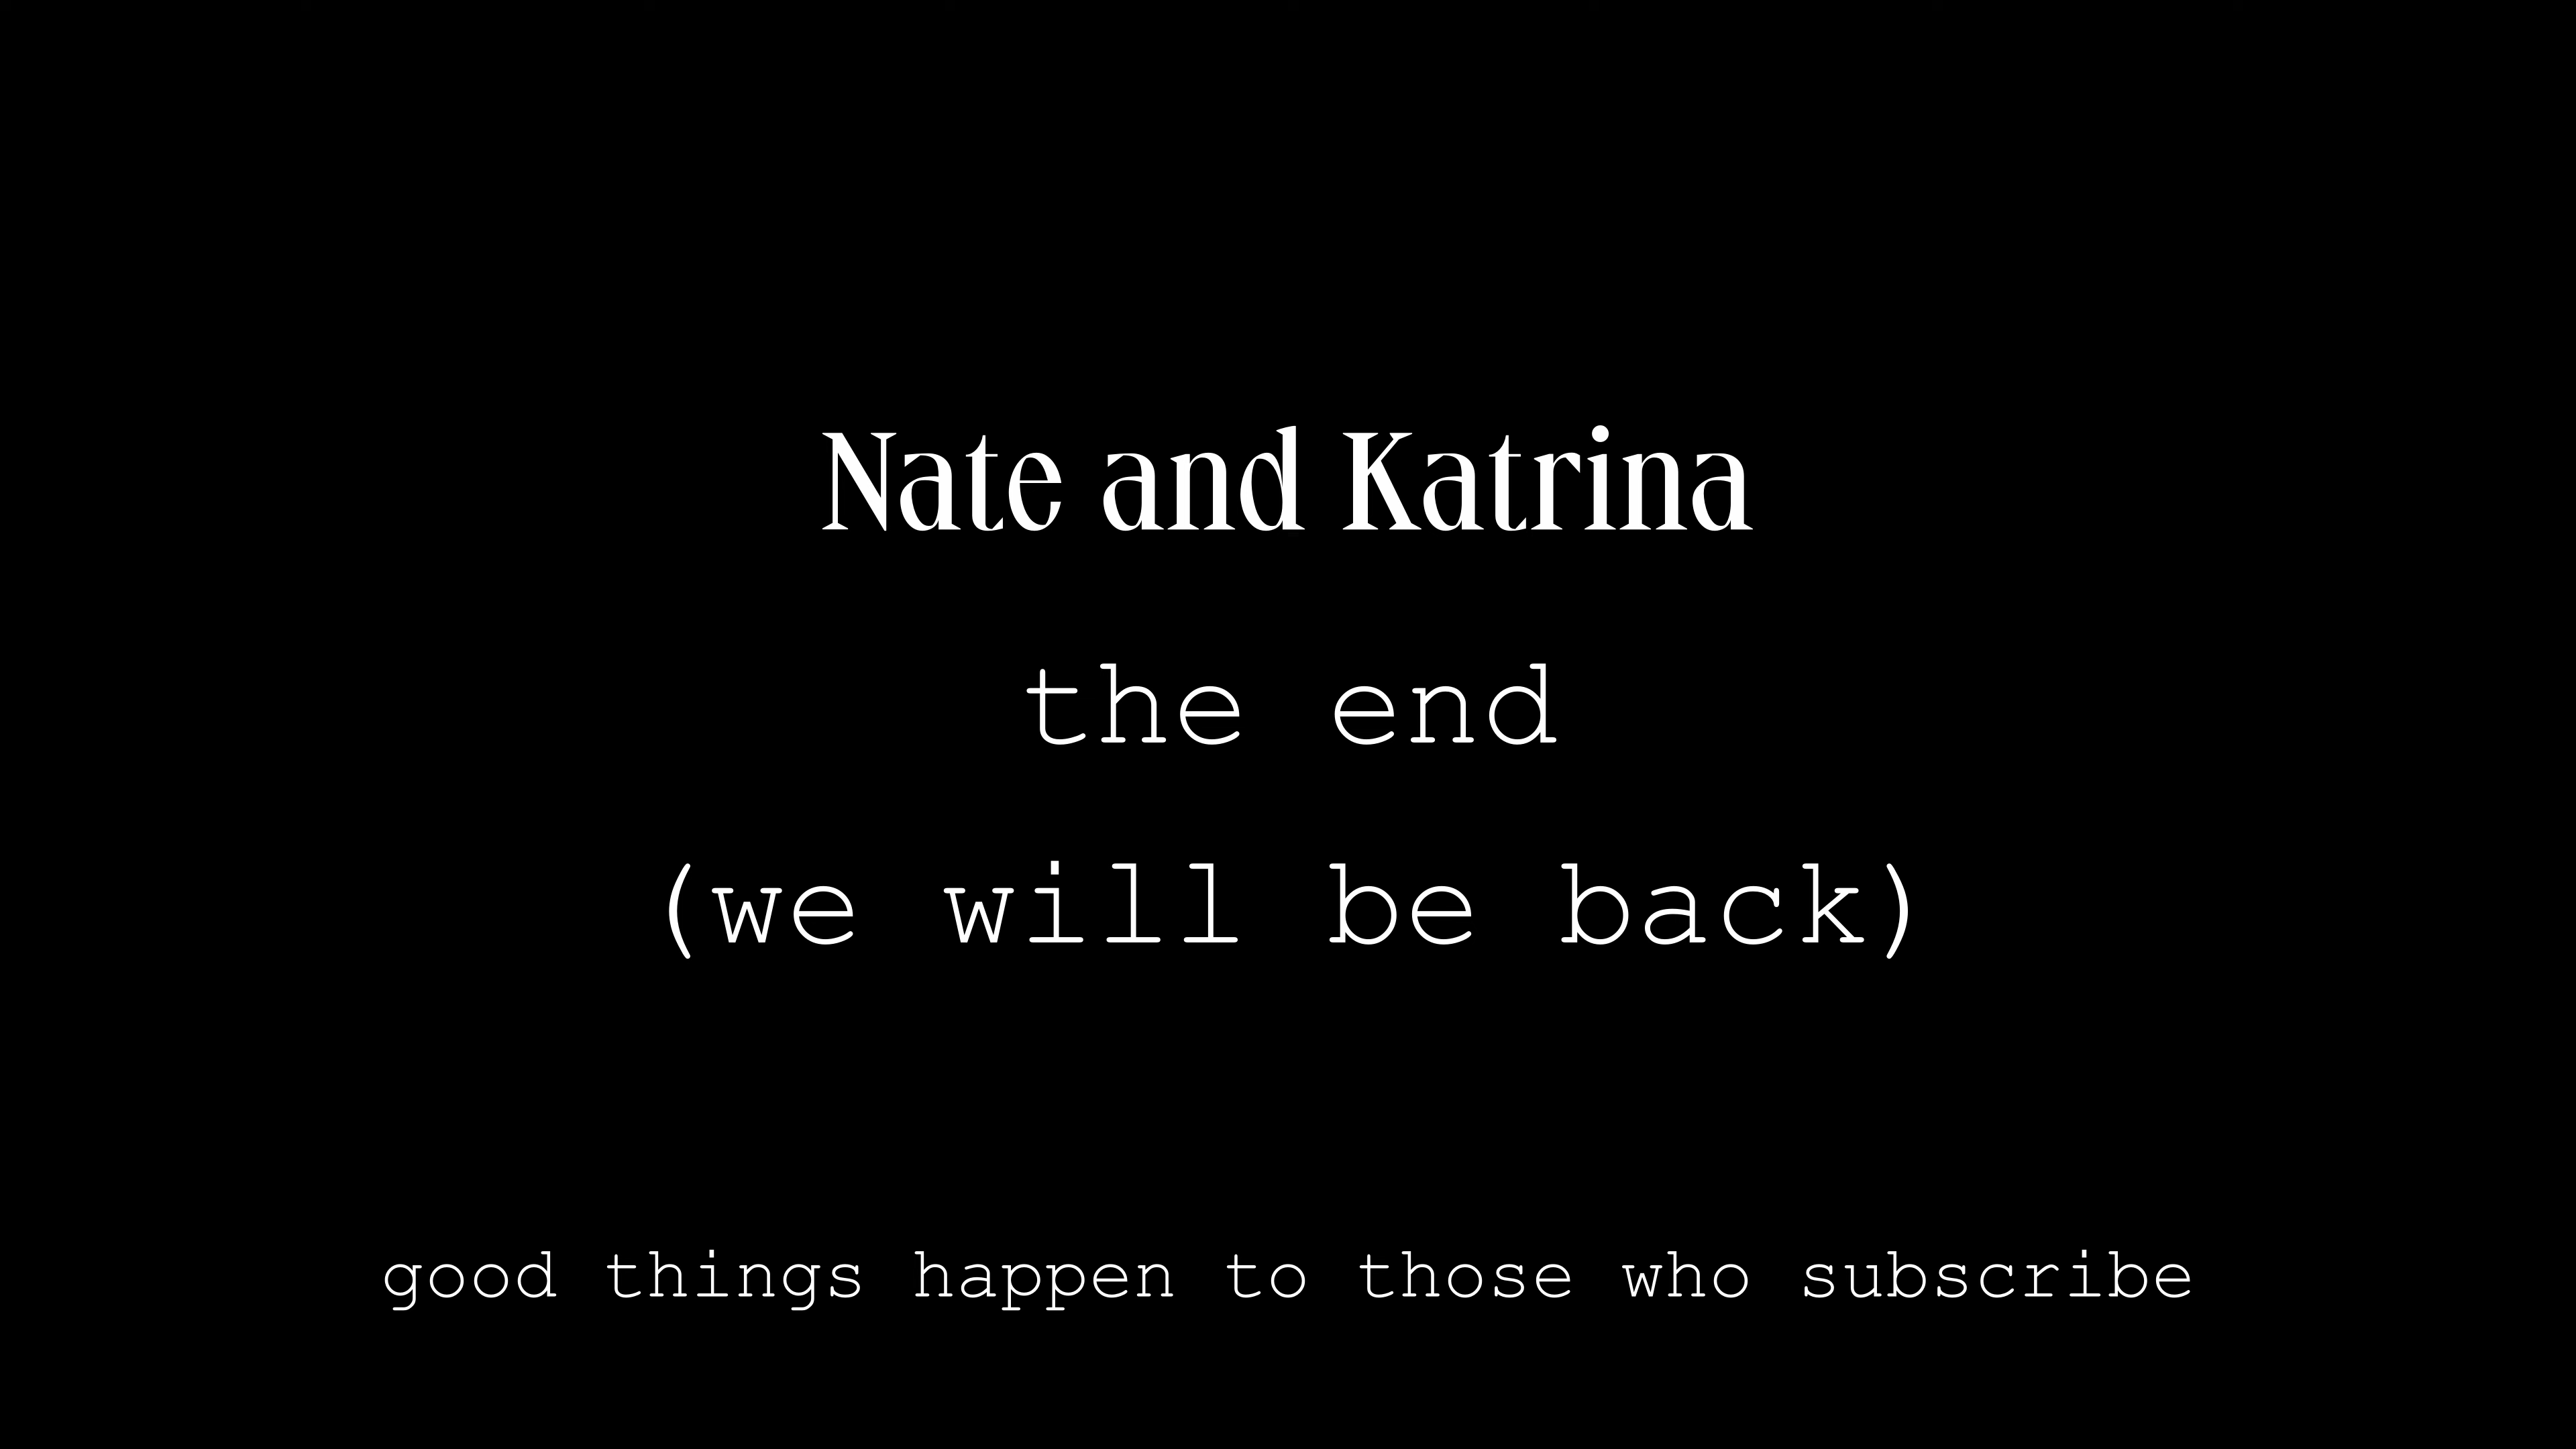 Nate and Katrina
the end
(we will be back)
good things happen to those who subscribe